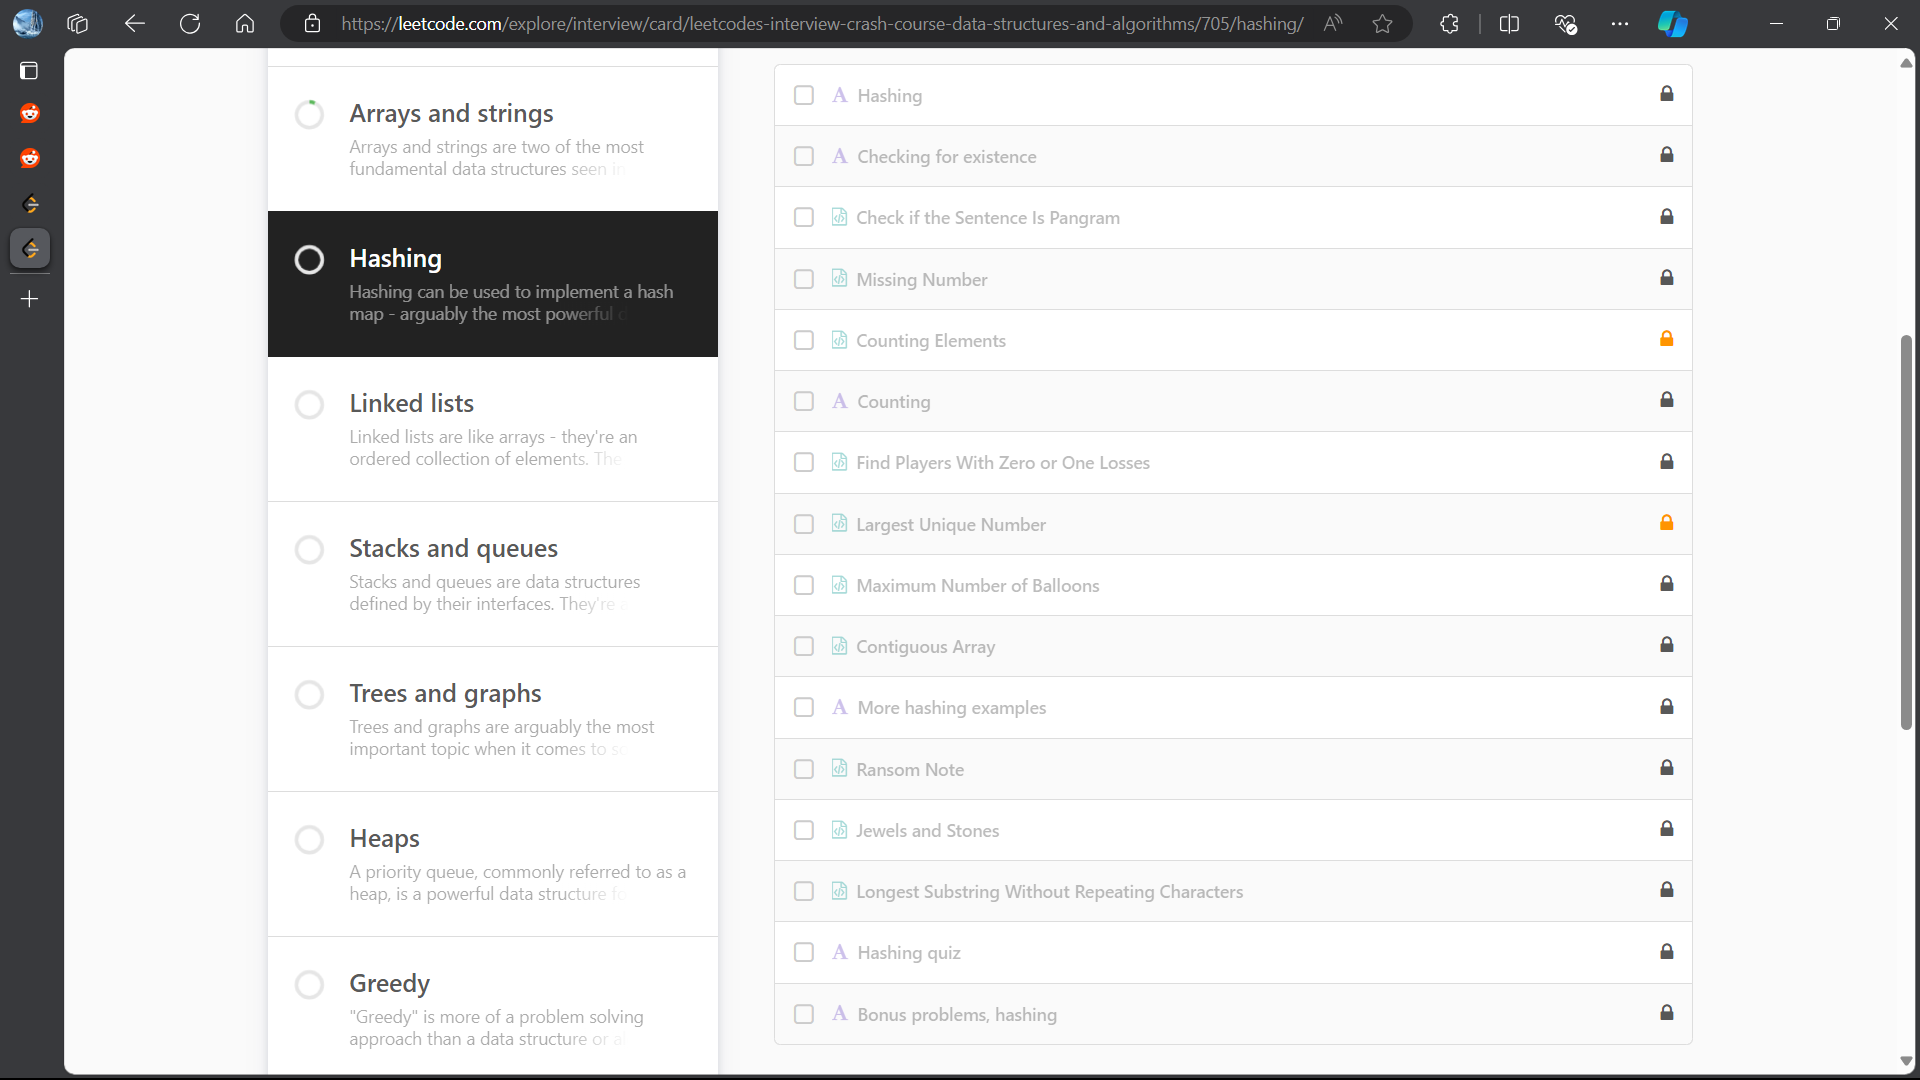 https://leetcode.com/explore/interview/card/leetcodes-interview-crash-course-data-structures-and-algorithms/705/hashing/
Arrays and strings
Arrays and strings are two of the most
fundamental data structures seen in
Hashing
Hashing can be used to implement a hash
map - arguably the most powerful
Linked lists
Linked lists are like arrays - they're an
ordered collection of elements. The
Stacks and queues
Stacks and queues are data structures
defined by their interfaces. They're
Trees and graphs
Trees and graphs are arguably the most
important topic when it comes to
Heaps
A priority queue, commonly referred to as a
heap, is a powerful data structure
Greedy
"Greedy" is more of a problem solving
approach than a data structure or
A Hashing
A Checking for existence
Check if the Sentence Is Pangram
Missing Number
Counting Elements
A Counting
Find Players With Zero or One Losses
Largest Unique Number
Maximum Number of Balloons
Contiguous Array
A More hashing examples
Ransom Note
Jewels and Stones
Longest Substring Without Repeating Characters
A Hashing quiz
A Bonus problems, hashing